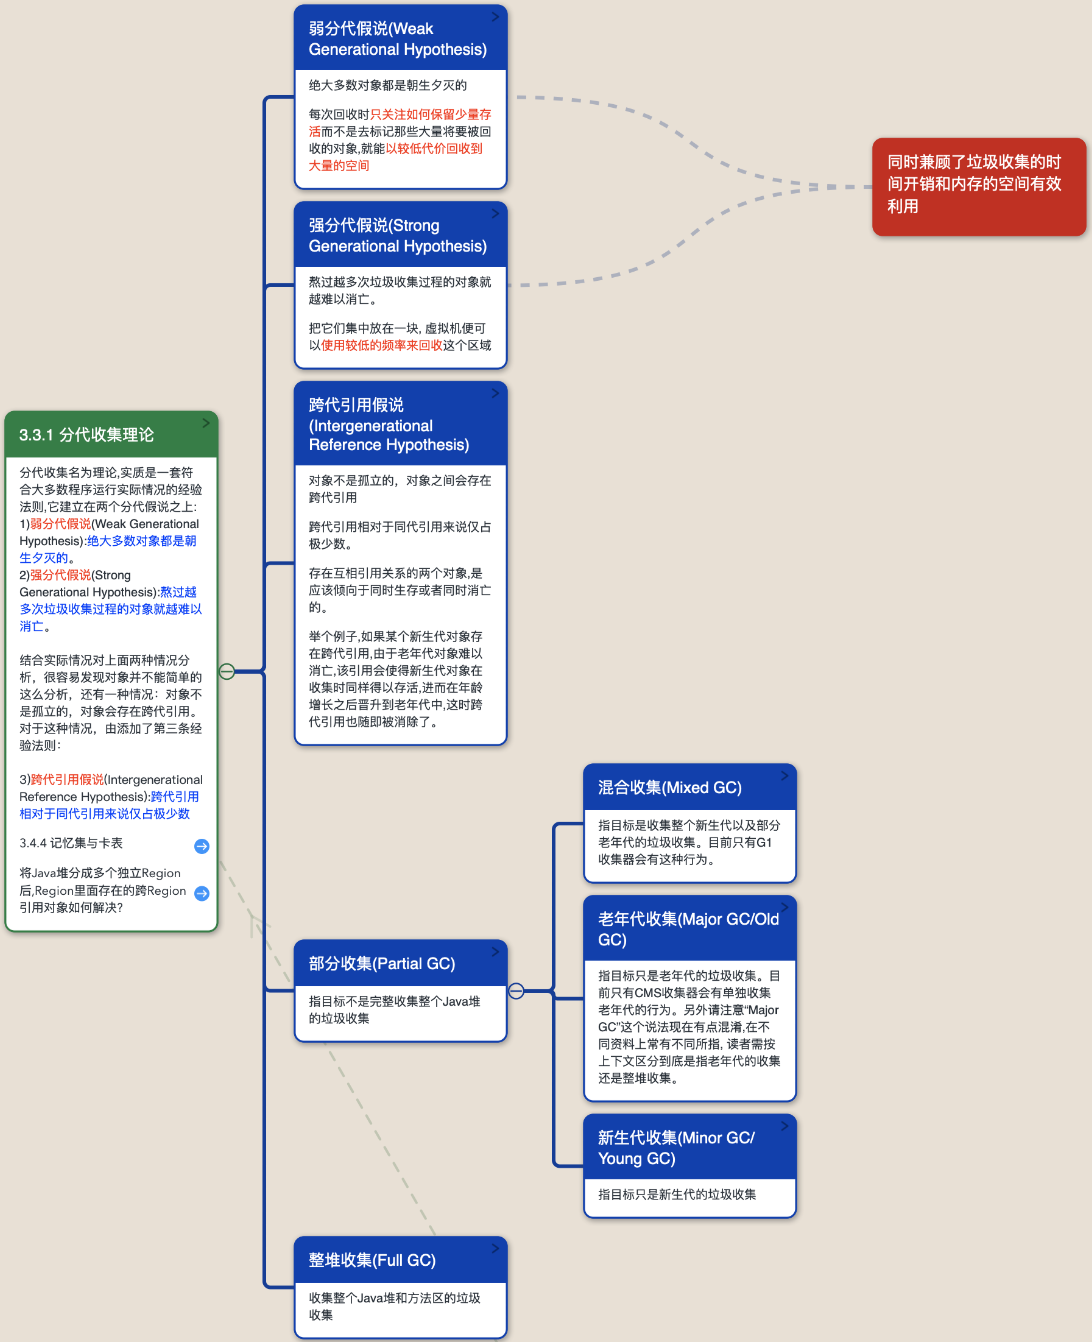 3.3.1 分代收集理论
分代收集名为理论,实质是一套符
合大多数程序运行实际情况的经验
法则,它建立在两个分代假说之上:
1)弱分代假说(Weak Generational
Hypothesis):绝大多数对象都是朝
生夕灭的。
2)强分代假说(Strong
Generational Hypothesis):熬过越
多次垃圾收集过程的对象就越难以
消亡。
结合实际情况对上面两种情况分
析，很容易发现对象并不能简单的
这么分析，还有一种情况：对象不
是孤立的，对象会存在跨代引用。
对于这种情况，由添加了第三条经
验法则：
3)跨代引用假说(Intergenerational
Reference Hypothesis):跨代引用
相对于同代引用来说仅占极少数
3.4.4 记忆集与卡表
将Java堆分成多个独立Region
后,Region里面存在的跨Region
引用对象如何解决?
弱分代假说(Weak
Generational Hypothesis)
绝大多数对象都是朝生夕灭的
每次回收时只关注如何保留少量存
活而不是去标记那些大量将要被回
收的对象,就能以较低代价回收到
大量的空间
强分代假说(Strong
Generational Hypothesis)
熬过越多次垃圾收集过程的对象就
越难以消亡。
把它们集中放在一块, 虚拟机便可
以使用较低的频率来回收这个区域
同时兼顾了垃圾收集的时
间开销和内存的空间有效
利用
跨代引用假说
(Intergenerational
Reference Hypothesis)
对象不是孤立的，对象之间会存在
跨代引用
跨代引用相对于同代引用来说仅占
极少数。
存在互相引用关系的两个对象,是
应该倾向于同时生存或者同时消亡
的。
举个例子,如果某个新生代对象存
在跨代引用,由于老年代对象难以
消亡,该引用会使得新生代对象在
收集时同样得以存活,进而在年龄
增长之后晋升到老年代中,这时跨
代引用也随即被消除了。
部分收集(Partial GC)
指目标不是完整收集整个Java堆
的垃圾收集
混合收集(Mixed GC)
指目标是收集整个新生代以及部分
老年代的垃圾收集。目前只有G1
收集器会有这种行为。
老年代收集(Major GC/Old
GC)
指目标只是老年代的垃圾收集。目
前只有CMS收集器会有单独收集
老年代的行为。另外请注意“Major
GC”这个说法现在有点混淆,在不
同资料上常有不同所指, 读者需按
上下文区分到底是指老年代的收集
还是整堆收集。
新生代收集(Minor GC/
Young GC)
指目标只是新生代的垃圾收集
整堆收集(Full GC)
收集整个Java堆和方法区的垃圾
收集